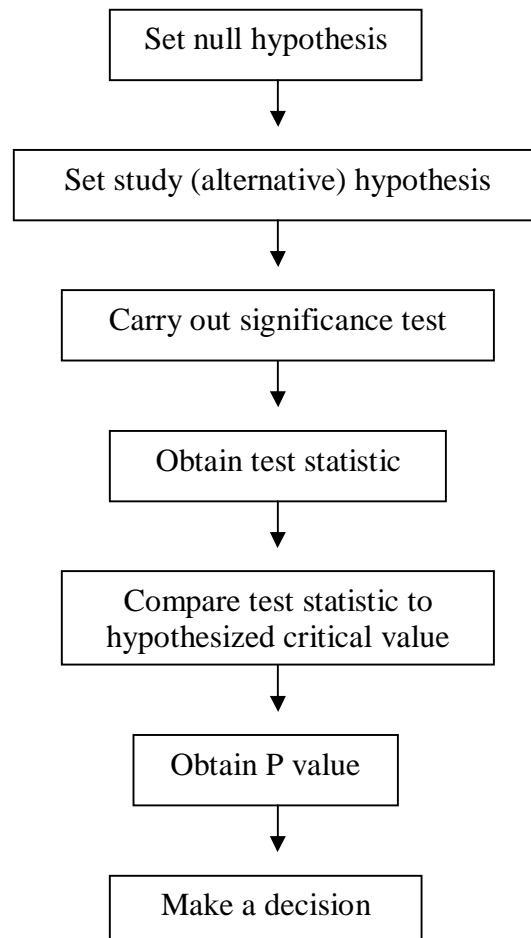 Set null hypothesis
Set study (alternative) hypothesis
Carry out significance test
Obtain test statistic
Compare test statistic to
hypothesized critical value
Obtain P value
Make a decision